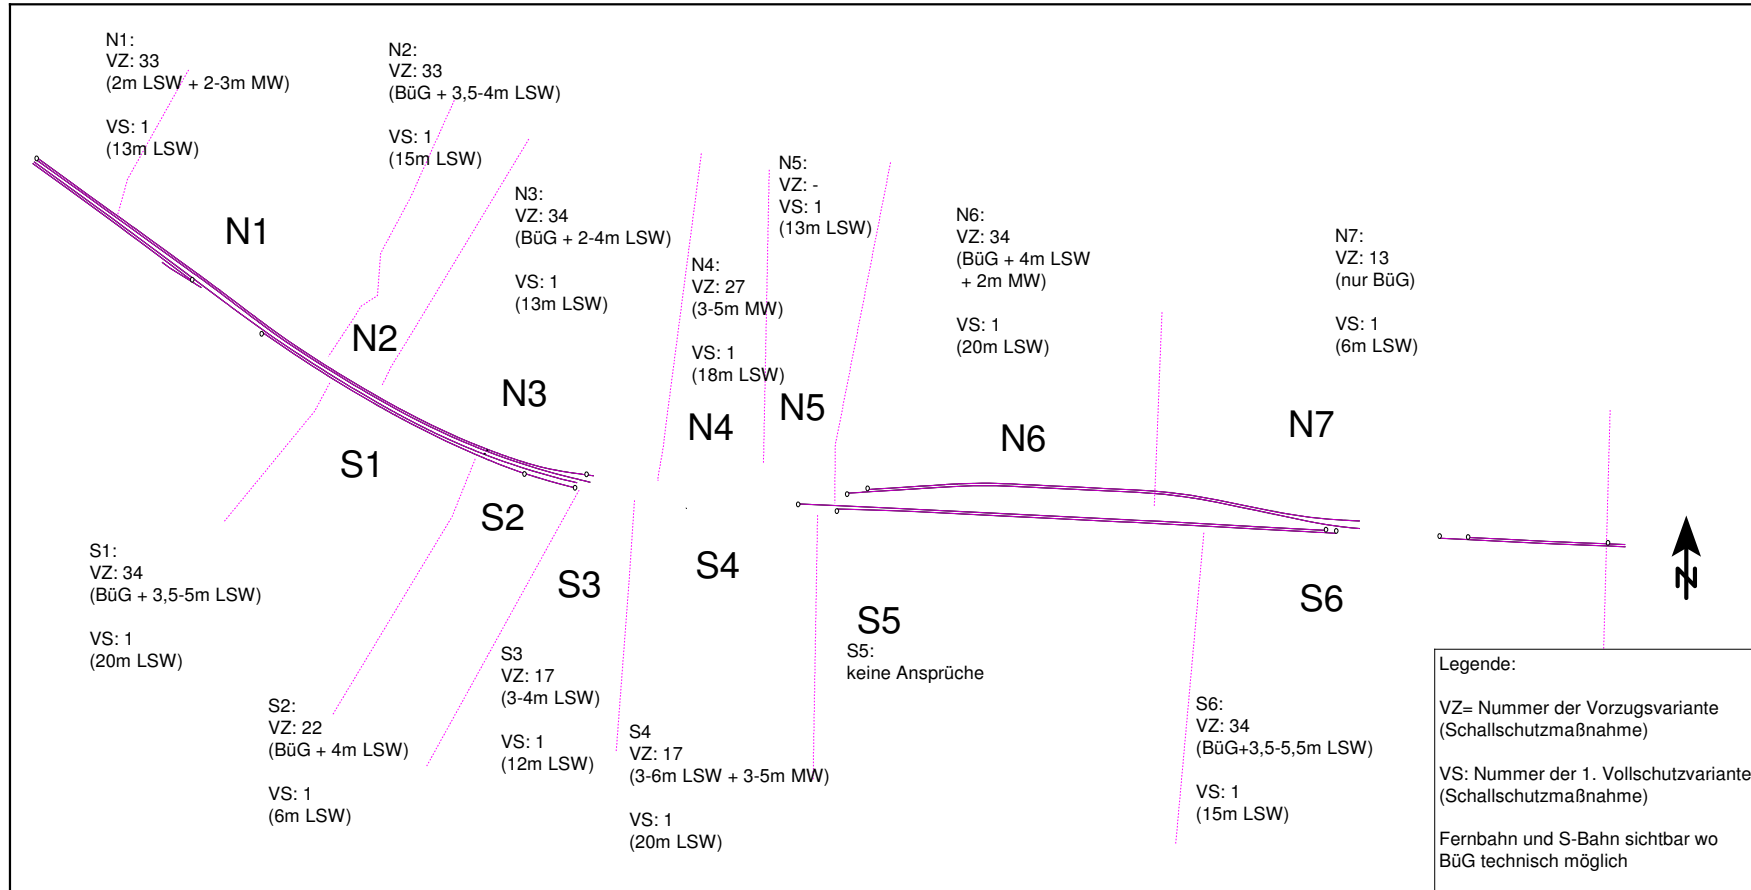 N1:
VZ: 33
(2m LSW + 2-3m MW)
VS: 1
(13m LSW)
N2:
VZ: 33
(BüG + 3,5-4m LSW)
VS: 1
(15m LSW)
N3:
VZ: 34
(BüG + 2-4m LSW)
VS: 1
(13m LSW)
N4:
VZ: 27
(3-5m MW)
VS: 1
(18m LSW)
N5:
VZ: -
VS: 1
(13m LSW)
N6:
VZ: 34
(BüG + 4m LSW
+ 2m MW)
VS: 1
(20m LSW)
N7:
VZ: 13
(nur BüG)
VS: 1
(6m LSW)
N1
N2
N3
N4
N5
N6
N7
S1
S2
S3
S4
S5
S6
S1:
VZ: 34
(BüG + 3,5-5m LSW)
VS: 1
(20m LSW)
S2:
VZ: 22
(BüG + 4m LSW)
VS: 1
(6m LSW)
S3
VZ: 17
(3-4m LSW)
VS: 1
(12m LSW)
S4
VZ: 17
(3-6m LSW + 3-5m MW)
VS: 1
(20m LSW)
S5:
keine Ansprüche
S6:
VZ: 34
(BüG+3,5-5,5m LSW)
VS: 1
(15m LSW)
N
Legende:
VZ= Nummer der Vorzugsvariante
(Schallschutzmaßnahme)
VS: Nummer der 1. Vollschutzvariante
(Schallschutzmaßnahme)
Fernbahn und S-Bahn sichtbar wo
BüG technisch möglich